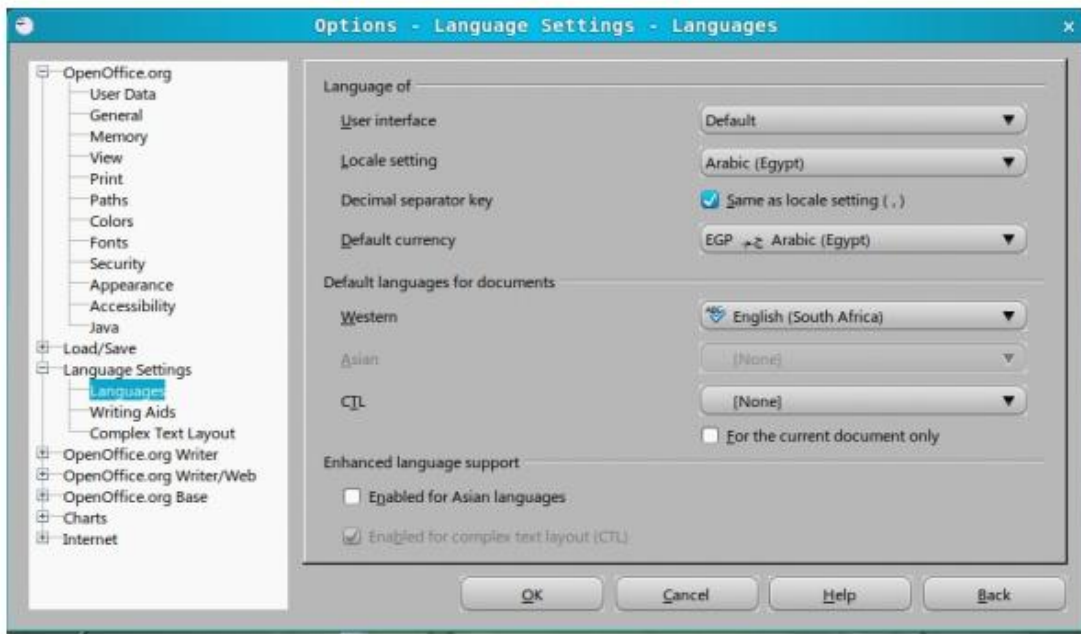 Options - Language Settings - Languages
OpenOffice.org
User Data
General
Memory
View
Print
Paths
Colors
Fonts
Security
Appearance
Accessibility
Java
Load/Save
Language Settings
Languages
Writing Aids
Complex Text Layout
OpenOffice.org Writer
OpenOffice.org Writer/Web
OpenOffice.org Base
Charts
Internet
Language of
User interface Default
Locale setting Arabic (Egypt)
Decimal separator key Same as locale setting ( , )
Default currency EGP ج.م Arabic (Egypt)
Default languages for documents
Western English (South Africa)
Asian [None]
CTL [None]
For the current document only
Enhanced language support
Enabled for Asian languages
Enabled for complex text layout (CTL)
OK Cancel Help Back